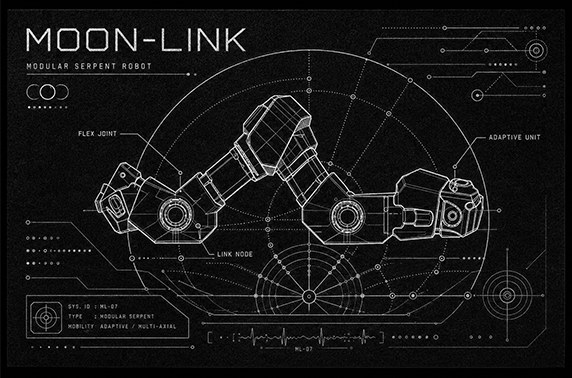 MOON-LINK
MODULAR SERPENT ROBOT
FLEX JOINT
ADAPTIVE UNIT
LINK NODE
SYS. ID : ML-07
TYPE : MODULAR SERPENT
MOBILITY ADAPTIVE / MULTI-AXIAL
ML-07